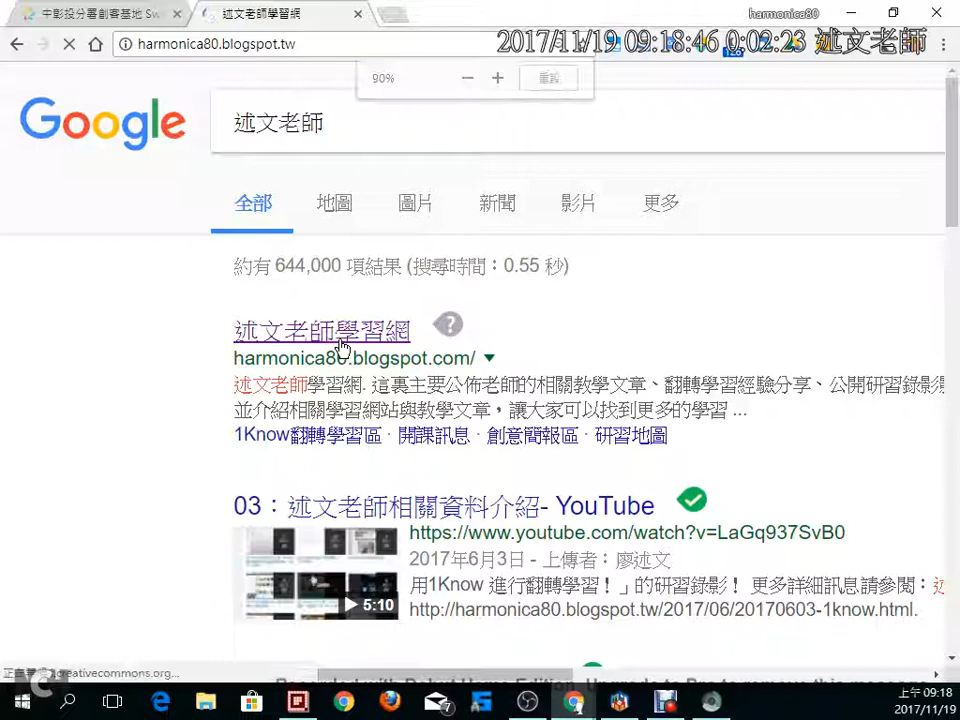 中彰投分署創客基地 Sw
述文老師學習網
harmonica80
harmonica80.blogspot.tw
2017/11/19 09:18:46 0:02:23 述文老師
90%
重設
Google
述文老師
全部 地圖 圖片 新聞 影片 更多
約有 644,000 項結果 (搜尋時間：0.55 秒)
述文老師學習網
harmonica80.blogspot.com/
述文老師學習網. 這裏主要公佈老師的相關教學文章、翻轉學習經驗分享、公開研習錄影
並介紹相關學習網站與教學文章，讓大家可以找到更多的學習 ...
1Know翻轉學習區 · 開課訊息 · 創意簡報區 · 研習地圖
03：述文老師相關資料介紹- YouTube
https://www.youtube.com/watch?v=LaGq937SvB0
5:10
2017年6月3日 - 上傳者：廖述文
用1Know 進行翻轉學習！」的研習錄影！ 更多詳細訊息請參閱：
http://harmonica80.blogspot.tw/2017/06/20170603-1know.html.
creativecommons.org...
7
上午 09:18
2017/11/19